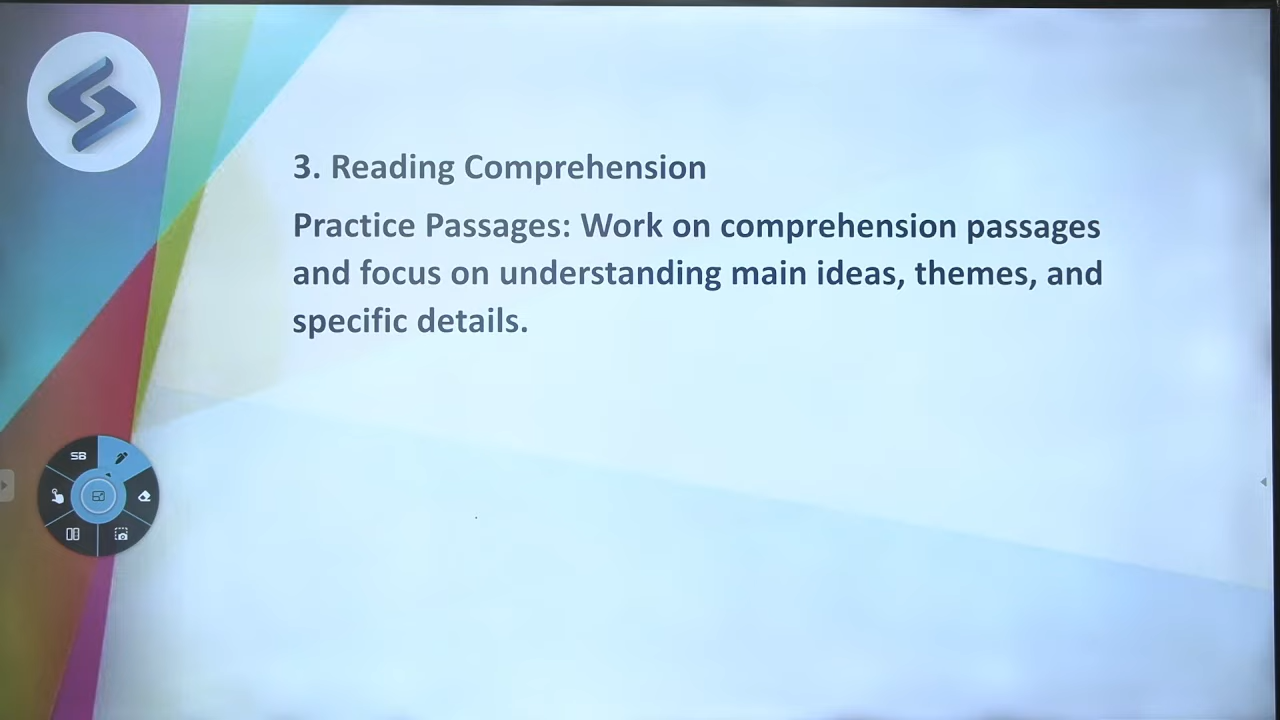 3. Reading Comprehension
Practice Passages: Work on comprehension passages
and focus on understanding main ideas, themes, and
specific details.
SB